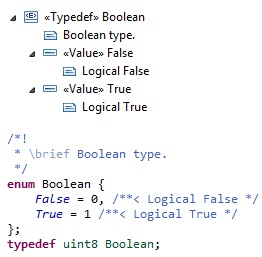 «Typedef» Boolean
Boolean type.
«Value» False
Logical False
«Value» True
Logical True
/*!
* \brief Boolean type.
*/
enum Boolean {
False = 0, /**< Logical False */
True = 1 /**< Logical True */
};
typedef uint8 Boolean;